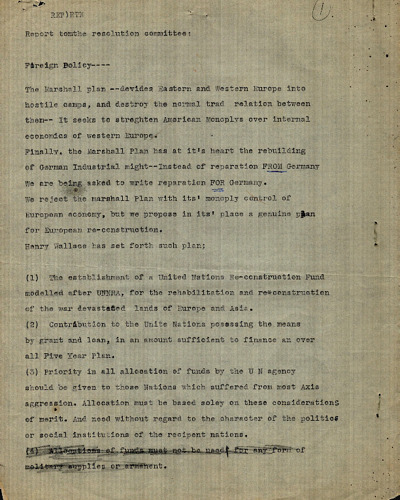 REPORT
(1)
Report tomthe resolution committee:
Foreign Policy----
The Marshall plan --devides Eastern and Western Europe into
hostile camps, and destroy the normal trad relation between
them-- It seeks to streghten American Monoplys over internal
economics of western Europe.
Finally, the Marshall Plan has at it's heart the rebuilding
of German Industrial might--Instead of reparation FROM Germany
We are being asked to write reparation FOR Germany.
We reject the marshall Plan with its' monoply control of
European economy, but we propose in its' place a genuine plan
for European re-construction.
Henry Wallace has set forth such plan;
(1) The establishment of a United Nations Re-construction Fund
modelled after UNRRA, for the rehabilitation and re-construction
of the war devastated lands of Europe and Asia.
(2) Contribution to the Unite Nations possessing the means
by grant and loan, in an amount sufficient to finance an over
all Five Year Plan.
(3) Priority in all allocation of funds by the U N agency
should be given to those Nations which suffered from most Axis
aggression. Allocation must be based soley on these considerations
of merit. And need without regard to the character of the politics
or social institutions of the recipent nations.
(4) Allocations of funds must not be used for any form of
military supplies or armament.